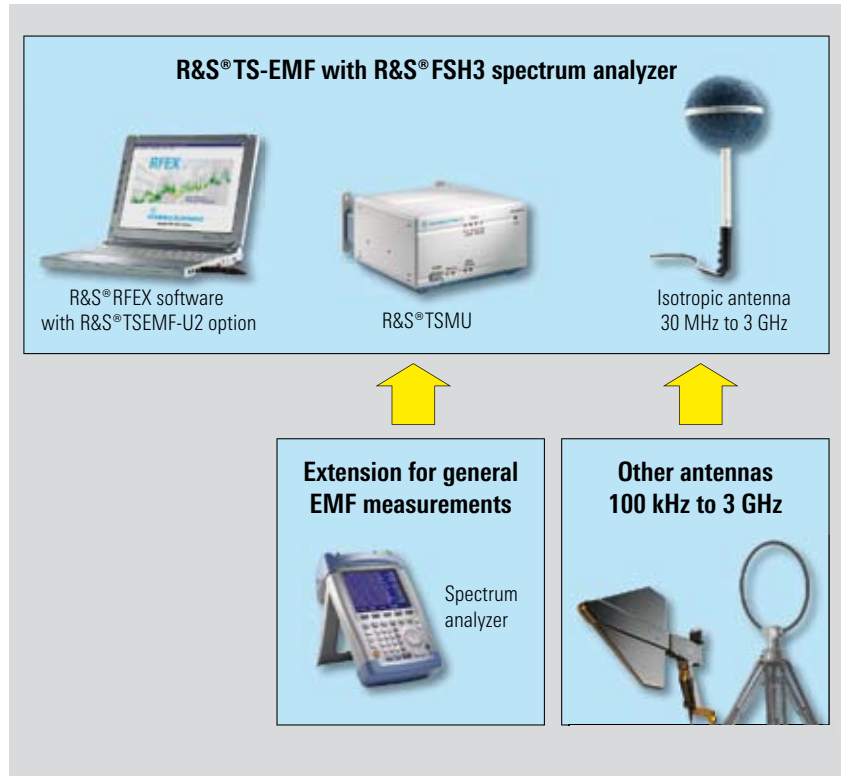 R&S®TS-EMF with R&S®FSH3 spectrum analyzer
RFEX
R&S®RFEX software
with R&S®TSEMF-U2 option
R&S®TSMU
Isotropic antenna
30 MHz to 3 GHz
Extension for general
EMF measurements
Spectrum
analyzer
Other antennas
100 kHz to 3 GHz